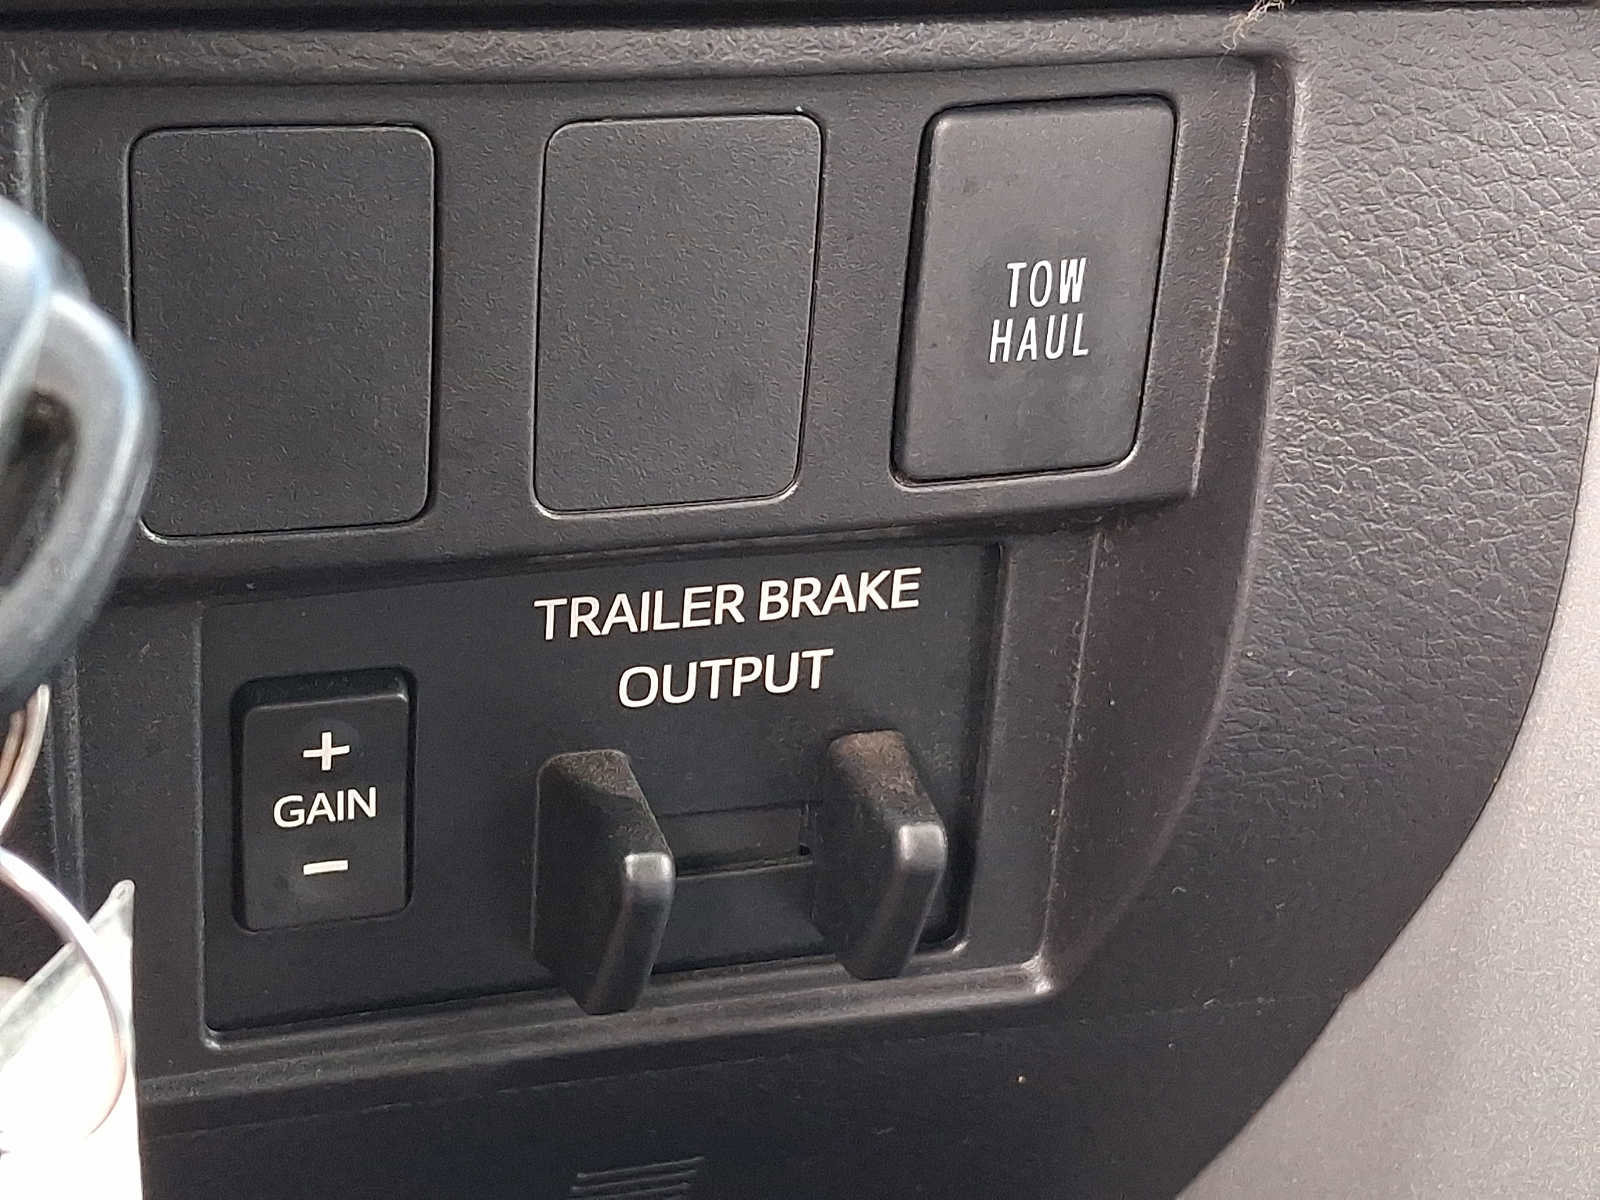 TOW
HAUL
TRAILER BRAKE
OUTPUT
+
GAIN
-